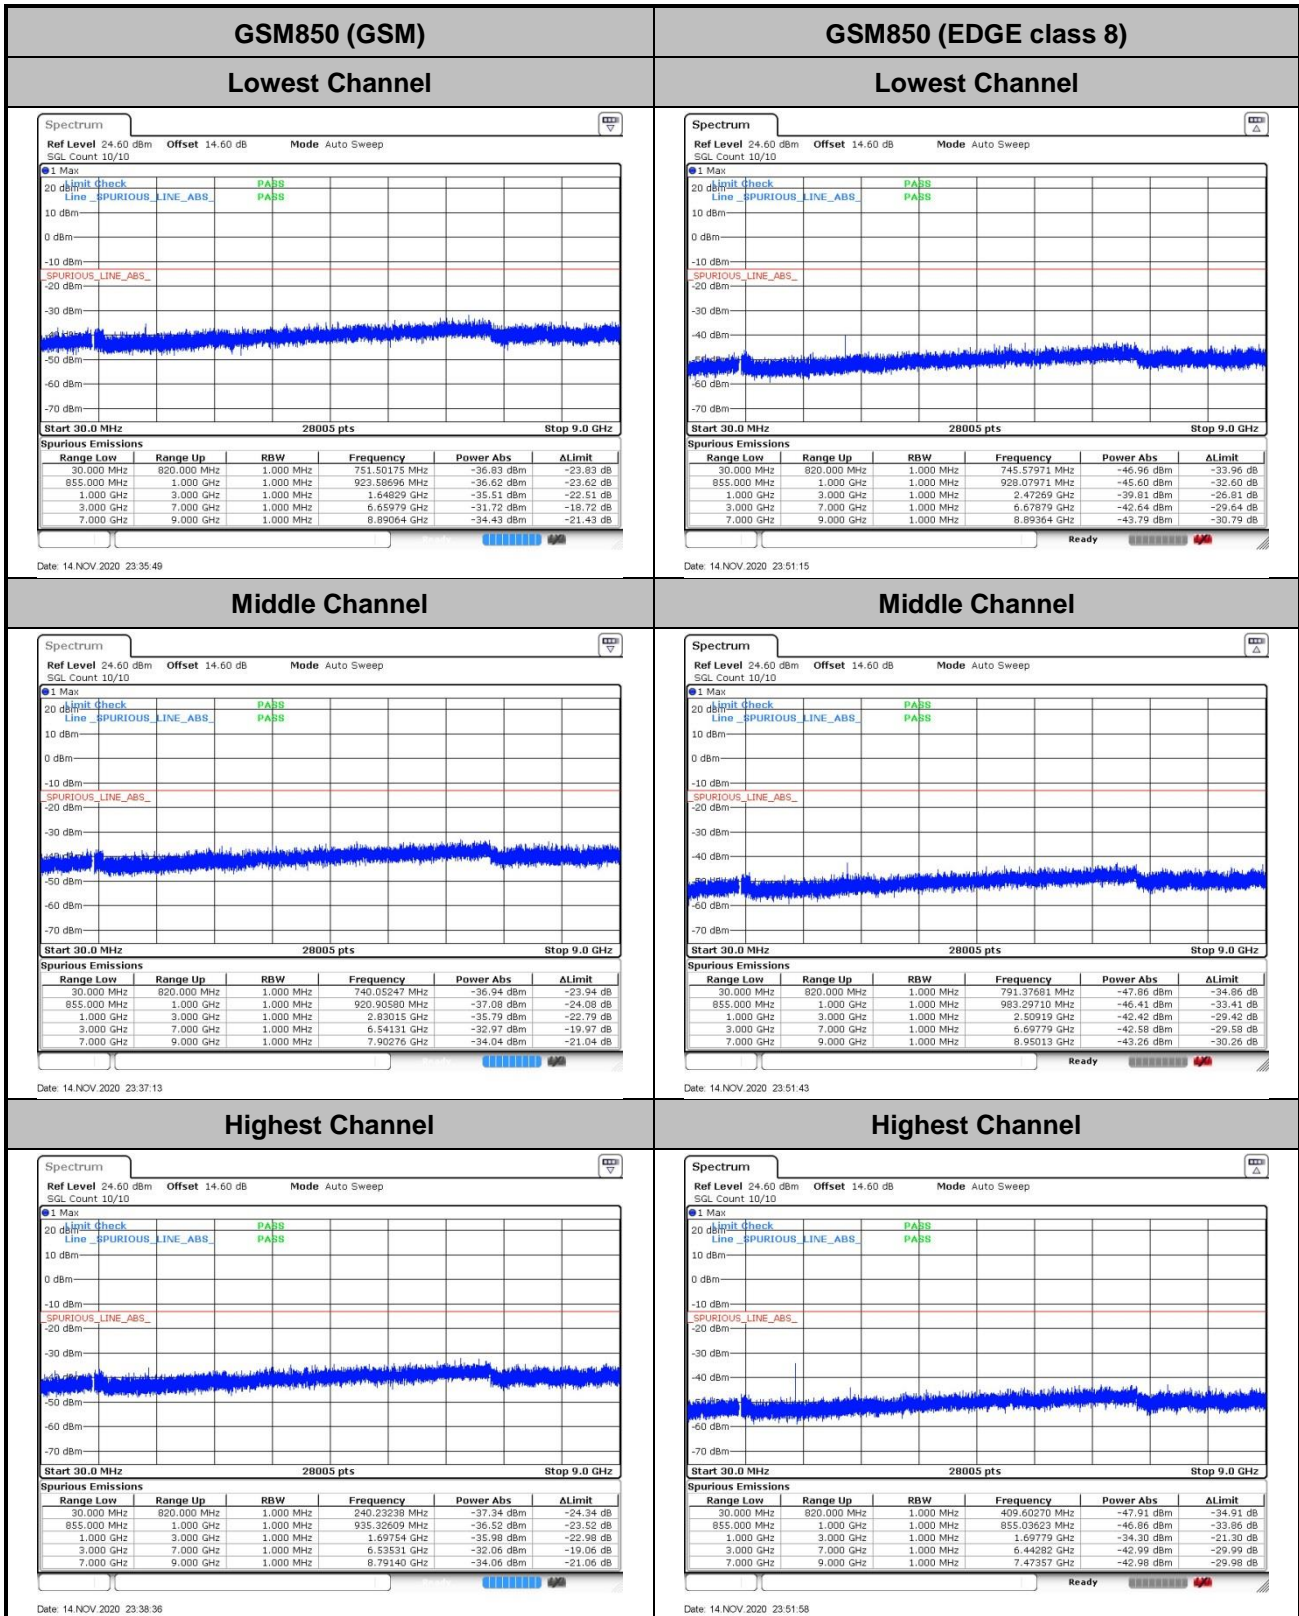 GSM850 (GSM)
GSM850 (EDGE class 8)
Lowest Channel
Lowest Channel
Spectrum
Ref Level 24.60 dBm Offset 14.60 dB Mode Auto Sweep
SGL Count 10/10
1 Max
Limit Check PASS
Line _SPURIOUS_LINE_ABS_ PASS
20 dBm
10 dBm
0 dBm
-10 dBm
_SPURIOUS_LINE_ABS_
-20 dBm
-30 dBm
-50 dBm
-60 dBm
-70 dBm
Start 30.0 MHz 28005 pts Stop 9.0 GHz
Spurious Emissions
Range Low Range Up RBW Frequency Power Abs ΔLimit
30.000 MHz 820.000 MHz 1.000 MHz 751.50175 MHz -36.83 dBm -23.83 dB
855.000 MHz 1.000 GHz 1.000 MHz 923.58696 MHz -36.62 dBm -23.62 dB
1.000 GHz 3.000 GHz 1.000 MHz 1.64829 GHz -35.51 dBm -22.51 dB
3.000 GHz 7.000 GHz 1.000 MHz 6.65979 GHz -31.72 dBm -18.72 dB
7.000 GHz 9.000 GHz 1.000 MHz 8.89064 GHz -34.43 dBm -21.43 dB
Date: 14.NOV.2020 23:35:49
Spectrum
Ref Level 24.60 dBm Offset 14.60 dB Mode Auto Sweep
SGL Count 10/10
1 Max
Limit Check PASS
Line _SPURIOUS_LINE_ABS_ PASS
20 dBm
10 dBm
0 dBm
-10 dBm
_SPURIOUS_LINE_ABS_
-20 dBm
-30 dBm
-40 dBm
-60 dBm
-70 dBm
Start 30.0 MHz 28005 pts Stop 9.0 GHz
Spurious Emissions
Range Low Range Up RBW Frequency Power Abs ΔLimit
30.000 MHz 820.000 MHz 1.000 MHz 745.57971 MHz -46.96 dBm -33.96 dB
855.000 MHz 1.000 GHz 1.000 MHz 928.07971 MHz -45.60 dBm -32.60 dB
1.000 GHz 3.000 GHz 1.000 MHz 2.47269 GHz -39.81 dBm -26.81 dB
3.000 GHz 7.000 GHz 1.000 MHz 6.67879 GHz -42.64 dBm -29.64 dB
7.000 GHz 9.000 GHz 1.000 MHz 8.89364 GHz -43.79 dBm -30.79 dB
Ready
Date: 14.NOV.2020 23:51:15
Middle Channel
Middle Channel
Spectrum
Ref Level 24.60 dBm Offset 14.60 dB Mode Auto Sweep
SGL Count 10/10
1 Max
Limit Check PASS
Line _SPURIOUS_LINE_ABS_ PASS
20 dBm
10 dBm
0 dBm
-10 dBm
_SPURIOUS_LINE_ABS_
-20 dBm
-30 dBm
-50 dBm
-60 dBm
-70 dBm
Start 30.0 MHz 28005 pts Stop 9.0 GHz
Spurious Emissions
Range Low Range Up RBW Frequency Power Abs ΔLimit
30.000 MHz 820.000 MHz 1.000 MHz 740.05247 MHz -36.94 dBm -23.94 dB
855.000 MHz 1.000 GHz 1.000 MHz 920.90580 MHz -37.08 dBm -24.08 dB
1.000 GHz 3.000 GHz 1.000 MHz 2.83015 GHz -35.79 dBm -22.79 dB
3.000 GHz 7.000 GHz 1.000 MHz 6.54131 GHz -32.97 dBm -19.97 dB
7.000 GHz 9.000 GHz 1.000 MHz 7.90276 GHz -34.04 dBm -21.04 dB
Date: 14.NOV.2020 23:37:13
Spectrum
Ref Level 24.60 dBm Offset 14.60 dB Mode Auto Sweep
SGL Count 10/10
1 Max
Limit Check PASS
Line _SPURIOUS_LINE_ABS_ PASS
20 dBm
10 dBm
0 dBm
-10 dBm
_SPURIOUS_LINE_ABS_
-20 dBm
-30 dBm
-40 dBm
-60 dBm
-70 dBm
Start 30.0 MHz 28005 pts Stop 9.0 GHz
Spurious Emissions
Range Low Range Up RBW Frequency Power Abs ΔLimit
30.000 MHz 820.000 MHz 1.000 MHz 791.37681 MHz -47.86 dBm -34.86 dB
855.000 MHz 1.000 GHz 1.000 MHz 983.29710 MHz -46.41 dBm -33.41 dB
1.000 GHz 3.000 GHz 1.000 MHz 2.50919 GHz -42.42 dBm -29.42 dB
3.000 GHz 7.000 GHz 1.000 MHz 6.69779 GHz -42.58 dBm -29.58 dB
7.000 GHz 9.000 GHz 1.000 MHz 8.95013 GHz -43.26 dBm -30.26 dB
Ready
Date: 14.NOV.2020 23:51:43
Highest Channel
Highest Channel
Spectrum
Ref Level 24.60 dBm Offset 14.60 dB Mode Auto Sweep
SGL Count 10/10
1 Max
Limit Check PASS
Line _SPURIOUS_LINE_ABS_ PASS
20 dBm
10 dBm
0 dBm
-10 dBm
_SPURIOUS_LINE_ABS_
-20 dBm
-30 dBm
-50 dBm
-60 dBm
-70 dBm
Start 30.0 MHz 28005 pts Stop 9.0 GHz
Spurious Emissions
Range Low Range Up RBW Frequency Power Abs ΔLimit
30.000 MHz 820.000 MHz 1.000 MHz 240.23238 MHz -37.34 dBm -24.34 dB
855.000 MHz 1.000 GHz 1.000 MHz 935.32609 MHz -36.52 dBm -23.52 dB
1.000 GHz 3.000 GHz 1.000 MHz 1.69754 GHz -35.98 dBm -22.98 dB
3.000 GHz 7.000 GHz 1.000 MHz 6.53531 GHz -32.06 dBm -19.06 dB
7.000 GHz 9.000 GHz 1.000 MHz 8.79140 GHz -34.06 dBm -21.06 dB
Date: 14.NOV.2020 23:38:36
Spectrum
Ref Level 24.60 dBm Offset 14.60 dB Mode Auto Sweep
SGL Count 10/10
1 Max
Limit Check PASS
Line _SPURIOUS_LINE_ABS_ PASS
20 dBm
10 dBm
0 dBm
-10 dBm
_SPURIOUS_LINE_ABS_
-20 dBm
-30 dBm
-40 dBm
-60 dBm
-70 dBm
Start 30.0 MHz 28005 pts Stop 9.0 GHz
Spurious Emissions
Range Low Range Up RBW Frequency Power Abs ΔLimit
30.000 MHz 820.000 MHz 1.000 MHz 409.60270 MHz -47.91 dBm -34.91 dB
855.000 MHz 1.000 GHz 1.000 MHz 855.03623 MHz -46.86 dBm -33.86 dB
1.000 GHz 3.000 GHz 1.000 MHz 1.69779 GHz -34.30 dBm -21.30 dB
3.000 GHz 7.000 GHz 1.000 MHz 6.44282 GHz -42.99 dBm -29.99 dB
7.000 GHz 9.000 GHz 1.000 MHz 7.47357 GHz -42.98 dBm -29.98 dB
Ready
Date: 14.NOV.2020 23:51:58